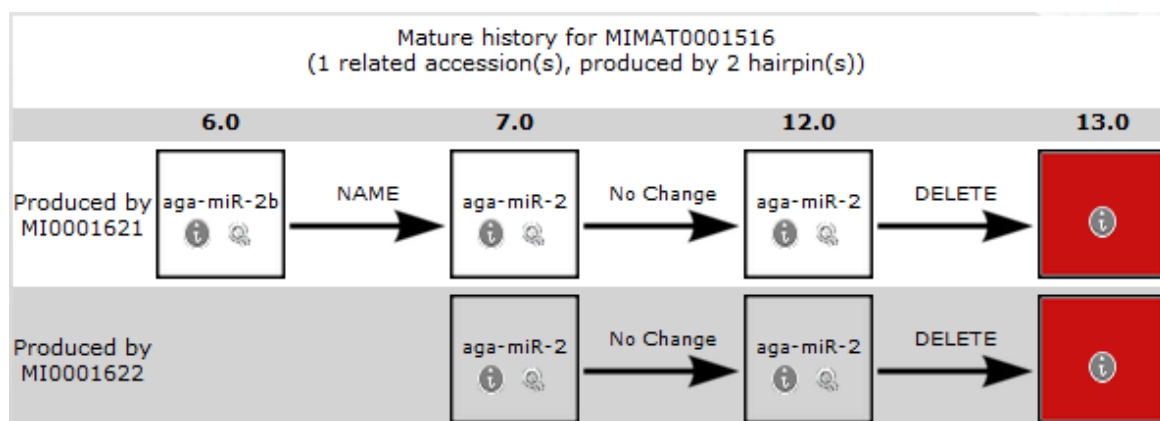 Mature history for MIMAT0001516
(1 related accession(s), produced by 2 hairpin(s))
6.0 7.0 12.0 13.0
Produced by
MI0001621
aga-miR-2b
NAME
aga-miR-2
No Change
aga-miR-2
DELETE
Produced by
MI0001622
aga-miR-2
No Change
aga-miR-2
DELETE